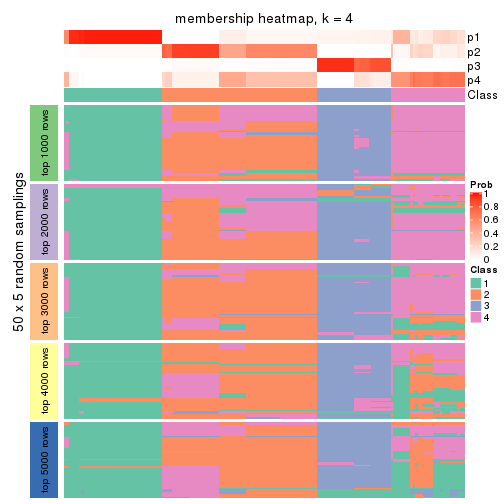 membership heatmap, k = 4
p1
p2
p3
p4
Class
50 x 5 random samplings
top 1000 rows
top 2000 rows
top 3000 rows
top 4000 rows
top 5000 rows
Prob
1
0.8
0.6
0.4
0.2
0
Class
1
2
3
4